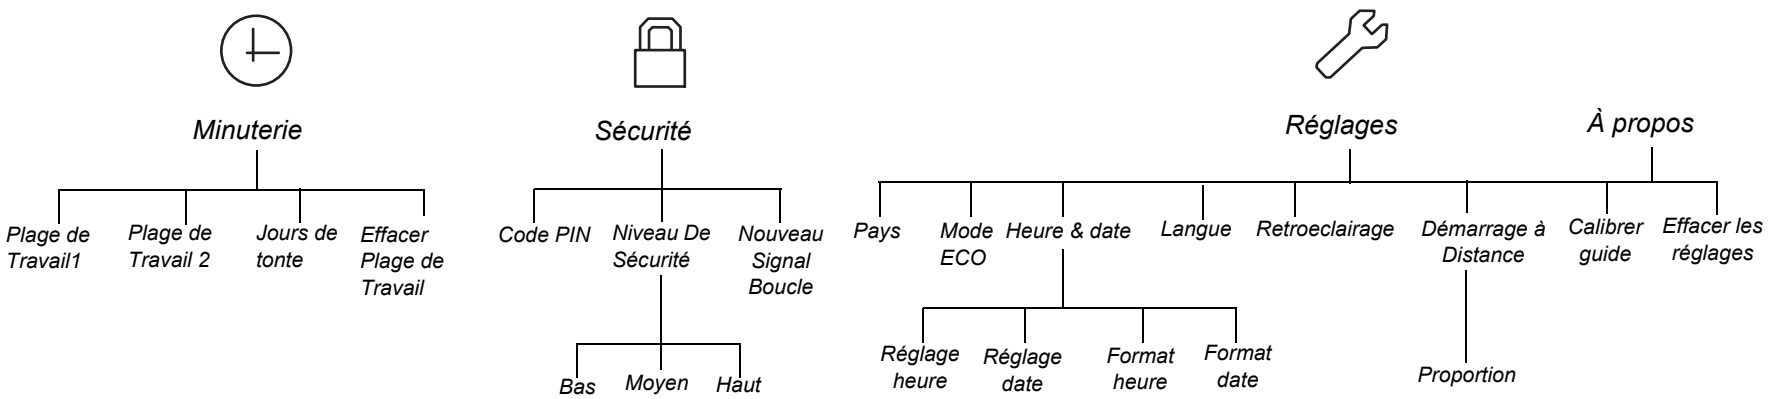 Minuterie
Sécurité
Réglages
À propos
Plage de
Travail1
Plage de
Travail 2
Jours de
tonte
Effacer
Plage de
Travail
Code PIN
Niveau De
Sécurité
Nouveau
Signal
Boucle
Pays
Mode
ECO
Heure & date
Langue
Retroeclairage
Démarrage à
Distance
Calibrer
guide
Effacer les
réglages
Bas
Moyen
Haut
Réglage
heure
Réglage
date
Format
heure
Format
date
Proportion